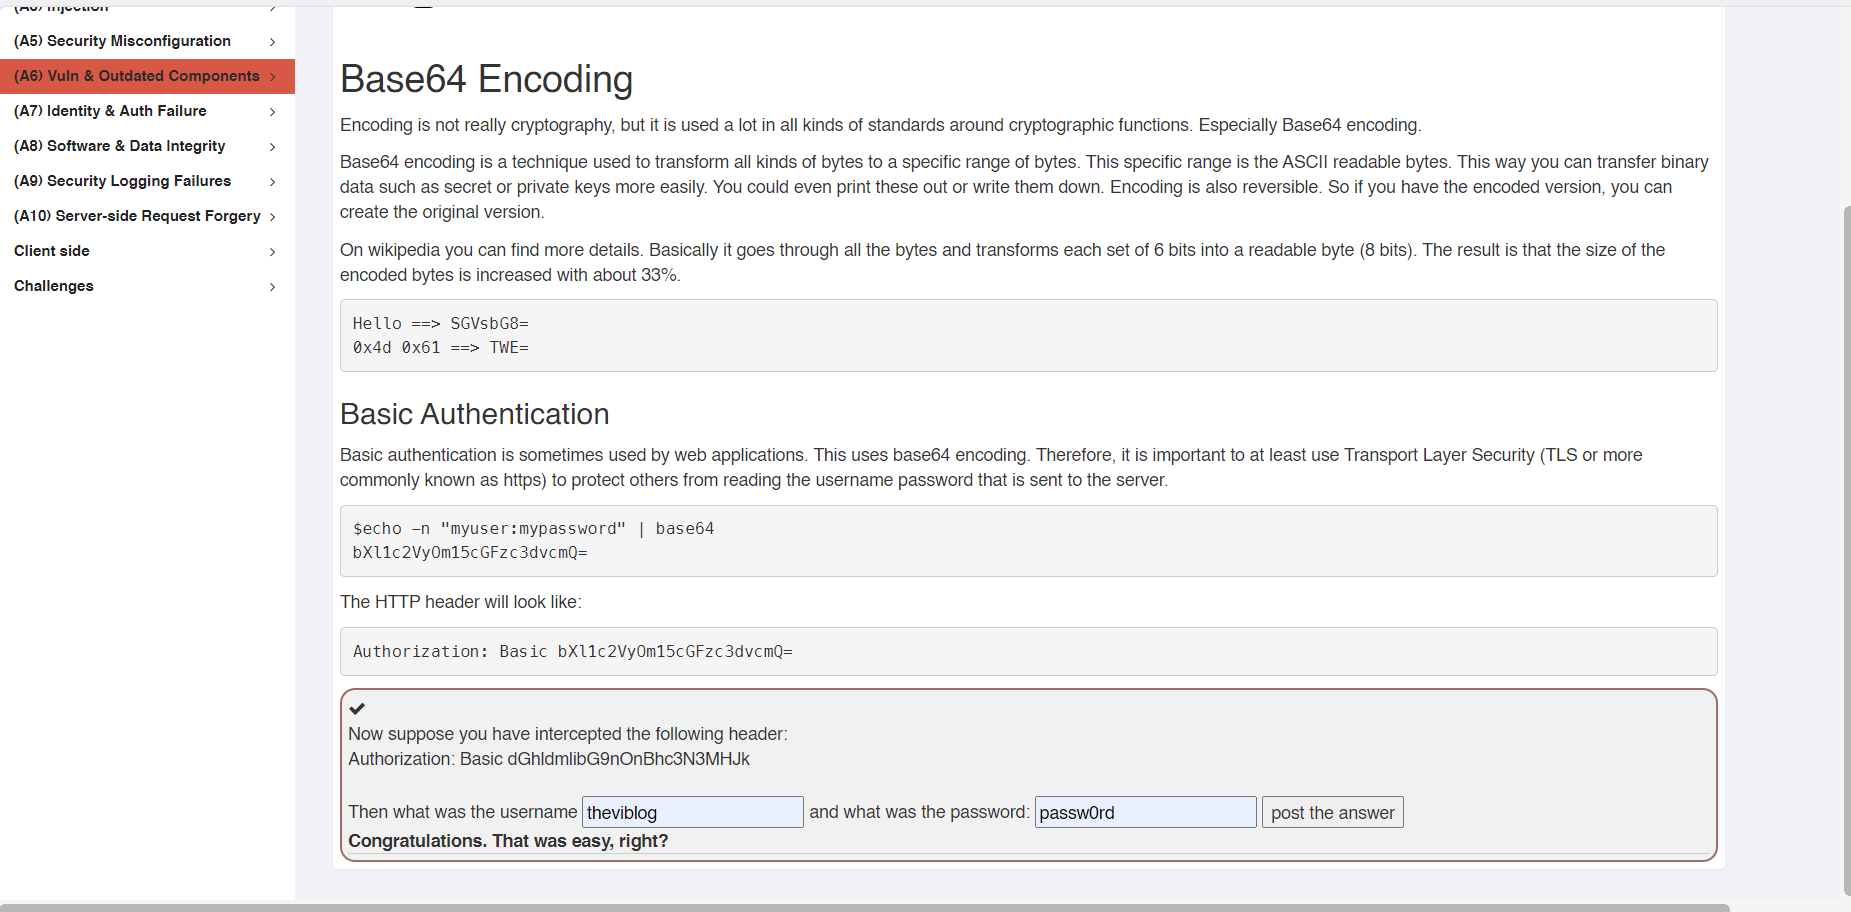 (A5) Security Misconfiguration
(A6) Vuln & Outdated Components
(A7) Identity & Auth Failure
(A8) Software & Data Integrity
(A9) Security Logging Failures
(A10) Server-side Request Forgery
Client side
Challenges
Base64 Encoding
Encoding is not really cryptography, but it is used a lot in all kinds of standards around cryptographic functions. Especially Base64 encoding.
Base64 encoding is a technique used to transform all kinds of bytes to a specific range of bytes. This specific range is the ASCII readable bytes. This way you can transfer binary
data such as secret or private keys more easily. You could even print these out or write them down. Encoding is also reversible. So if you have the encoded version, you can
create the original version.
On wikipedia you can find more details. Basically it goes through all the bytes and transforms each set of 6 bits into a readable byte (8 bits). The result is that the size of the
encoded bytes is increased with about 33%.
Hello ==> SGVsbG8=
0x4d 0x61 ==> TWE=
Basic Authentication
Basic authentication is sometimes used by web applications. This uses base64 encoding. Therefore, it is important to at least use Transport Layer Security (TLS or more
commonly known as https) to protect others from reading the username password that is sent to the server.
$echo -n "myuser:mypassword" | base64
bXl1c2VyOm15cGFzc3dvcmQ=
The HTTP header will look like:
Authorization: Basic bXl1c2VyOm15cGFzc3dvcmQ=
Now suppose you have intercepted the following header:
Authorization: Basic dGhldmlibG9nOnBhc3N3MHJk
Then what was the username theviblog and what was the password: passw0rd post the answer
Congratulations. That was easy, right?